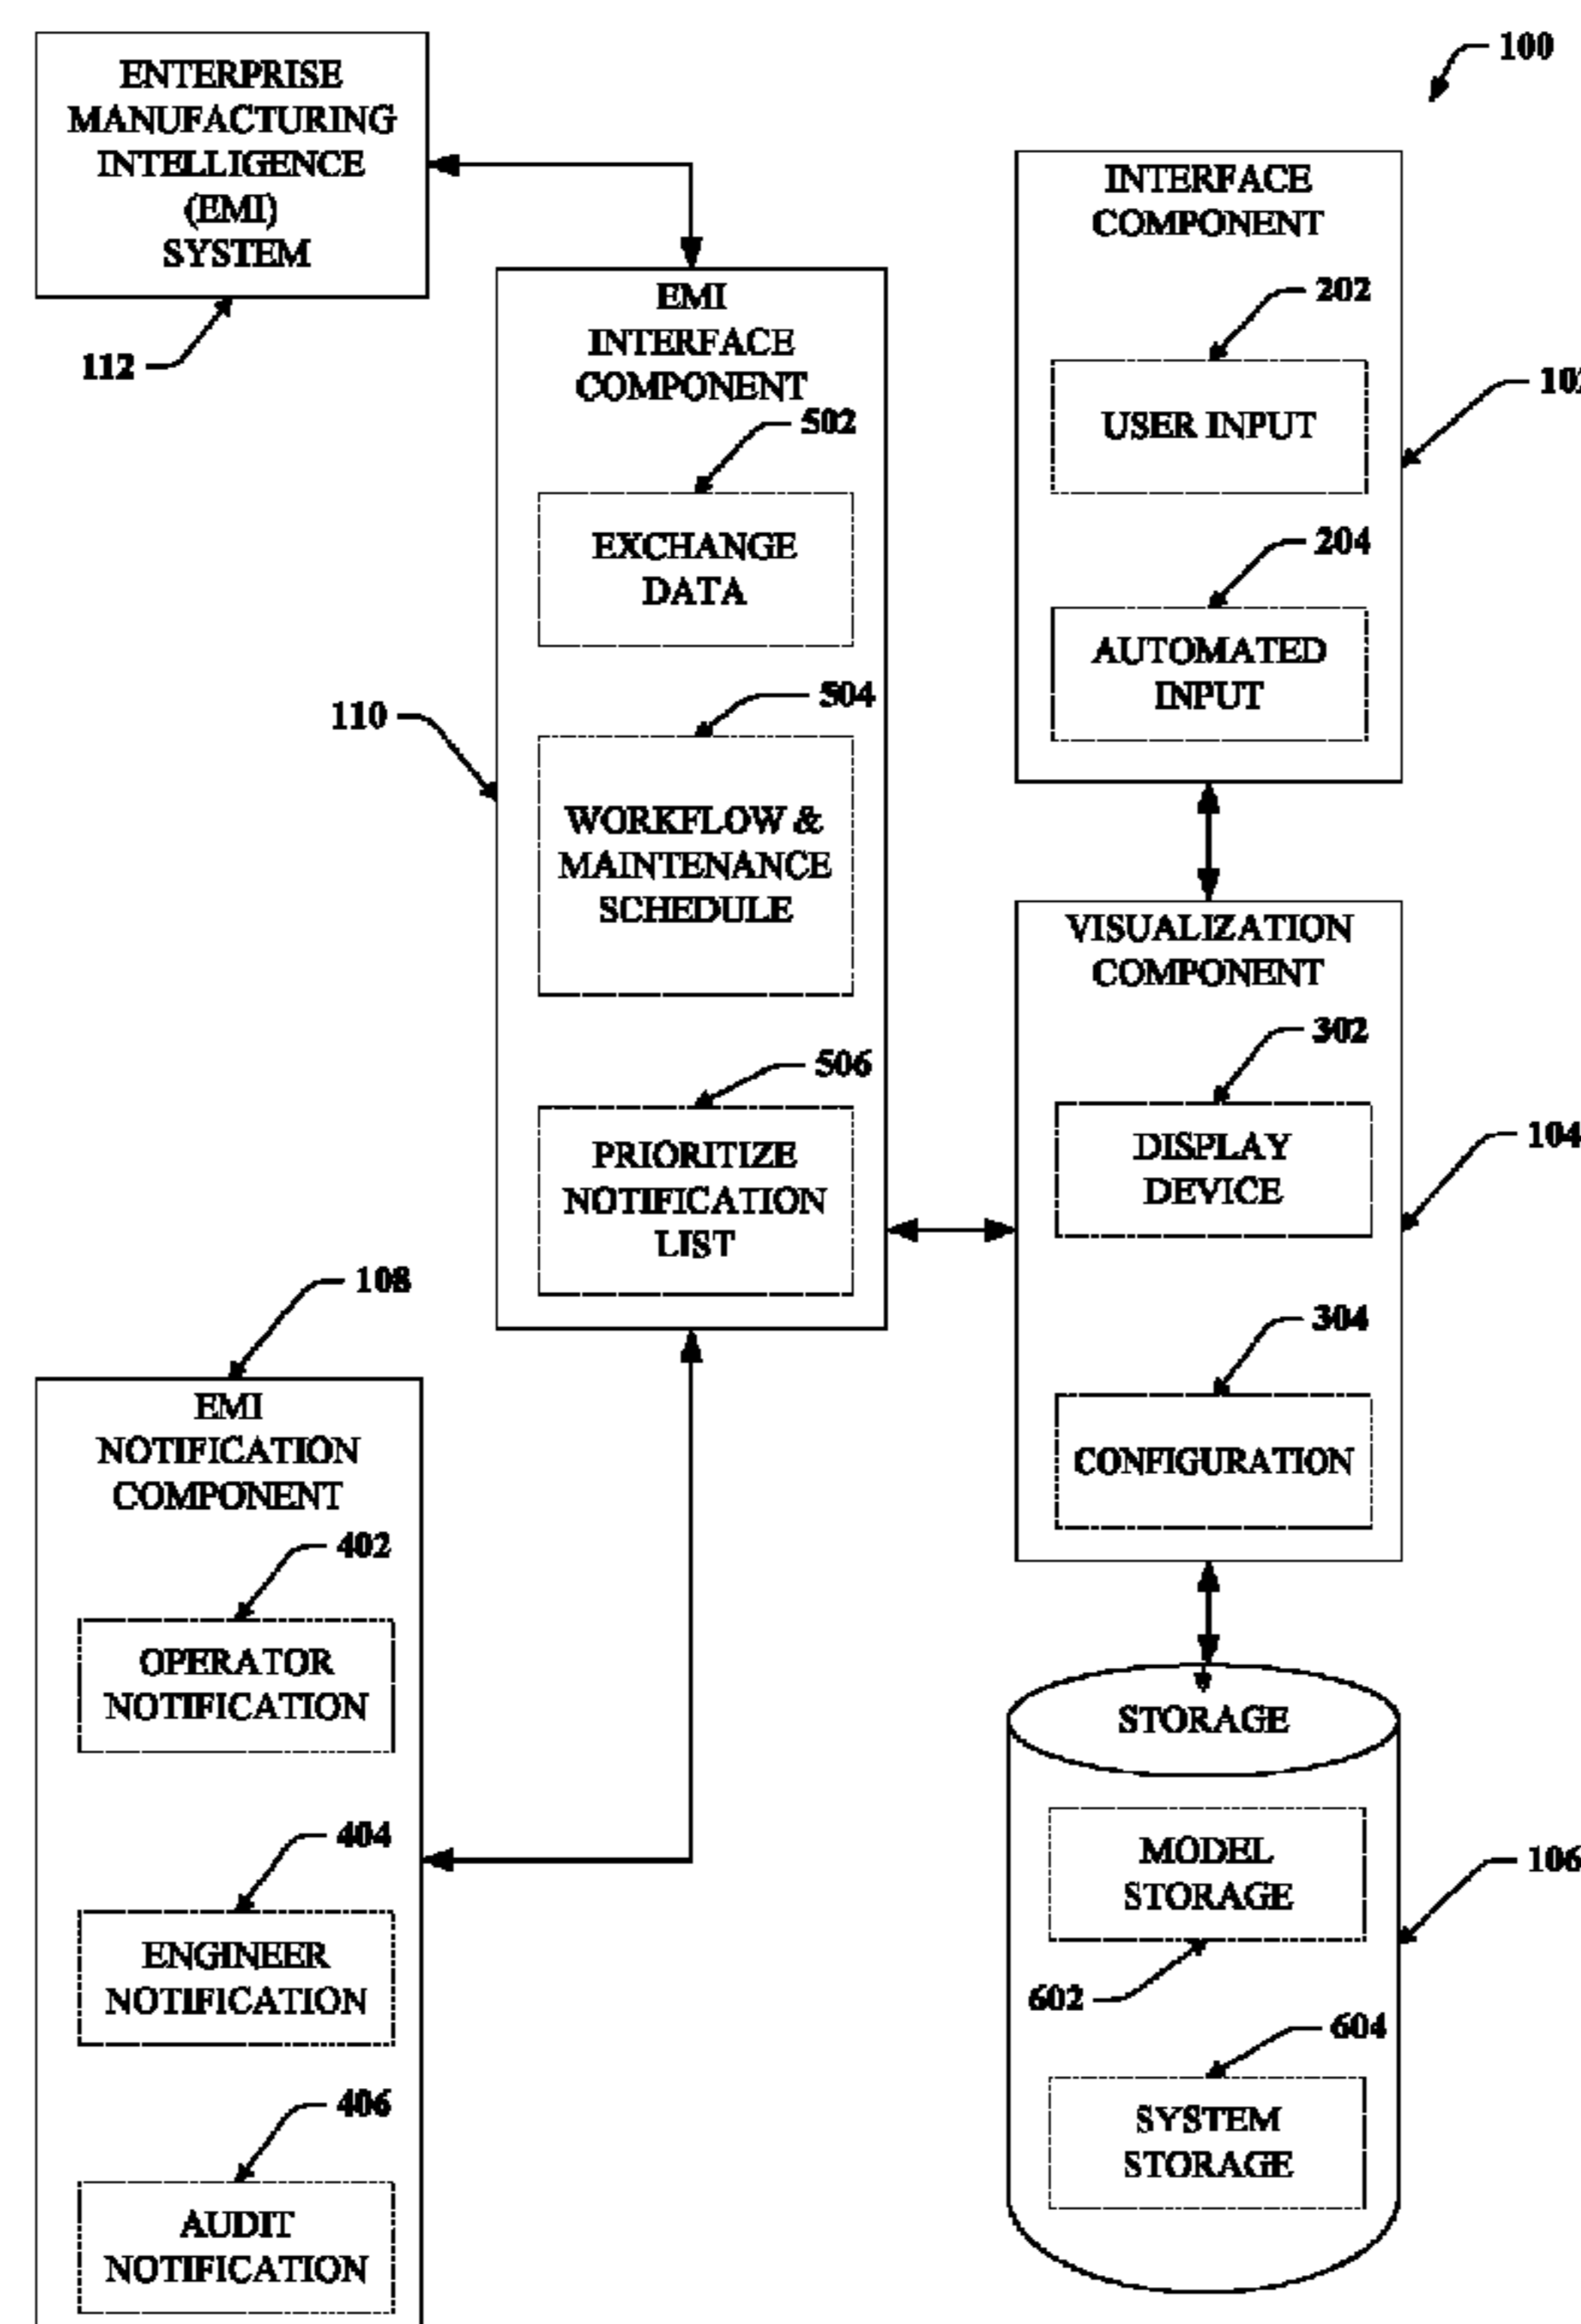 100
ENTERPRISE
MANUFACTURING
INTELLIGENCE
(EMI)
SYSTEM
112
EMI
INTERFACE
COMPONENT
502
EXCHANGE
DATA
504
110
WORKFLOW &
MAINTENANCE
SCHEDULE
506
PRIORITIZE
NOTIFICATION
LIST
INTERFACE
COMPONENT
202
USER INPUT
204
AUTOMATED
INPUT
VISUALIZATION
COMPONENT
302
DISPLAY
DEVICE
104
304
CONFIGURATION
108
EMI
NOTIFICATION
COMPONENT
402
OPERATOR
NOTIFICATION
404
ENGINEER
NOTIFICATION
406
AUDIT
NOTIFICATION
STORAGE
MODEL
STORAGE
106
602
604
SYSTEM
STORAGE